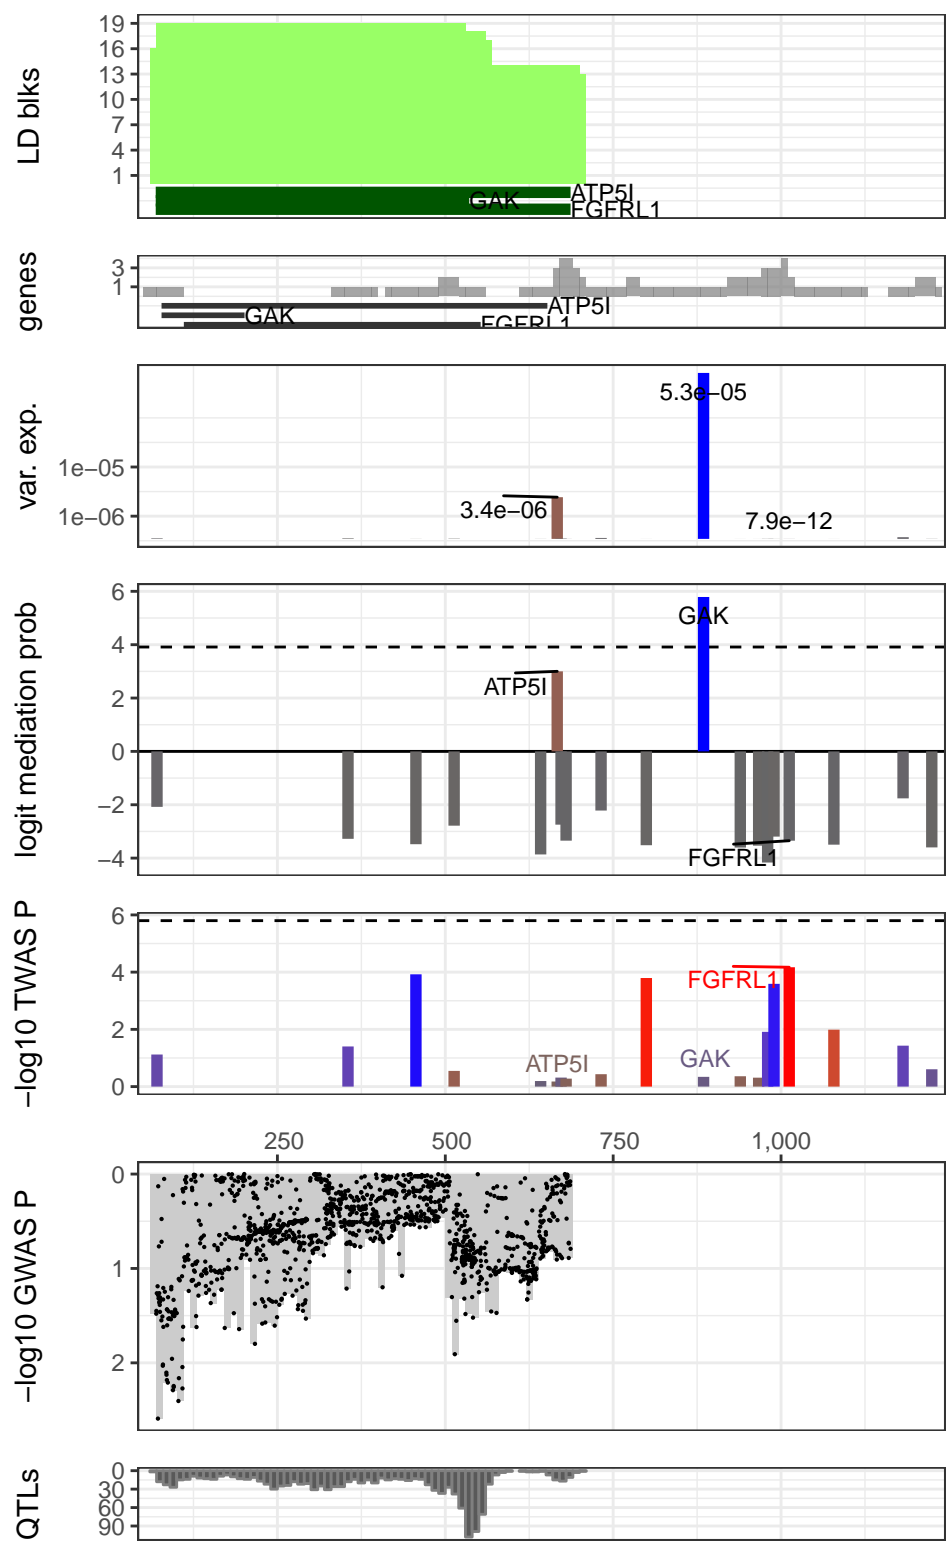 LD blks
19
16
13
10
7
4
1
ATP5I
GAK
FGFRL1
genes
3
1
ATP5I
GAK
FGFRL1
var. exp.
1e−05
1e−06
5.3e−05
3.4e−06
7.9e−12
logit mediation prob
6
4
2
0
−2
−4
GAK
ATP5I
FGFRL1
−log10 TWAS P
6
4
2
0
FGFRL1
ATP5I
GAK
250
500
750
1,000
−log10 GWAS P
0
1
2
QTLs
0
30
60
90